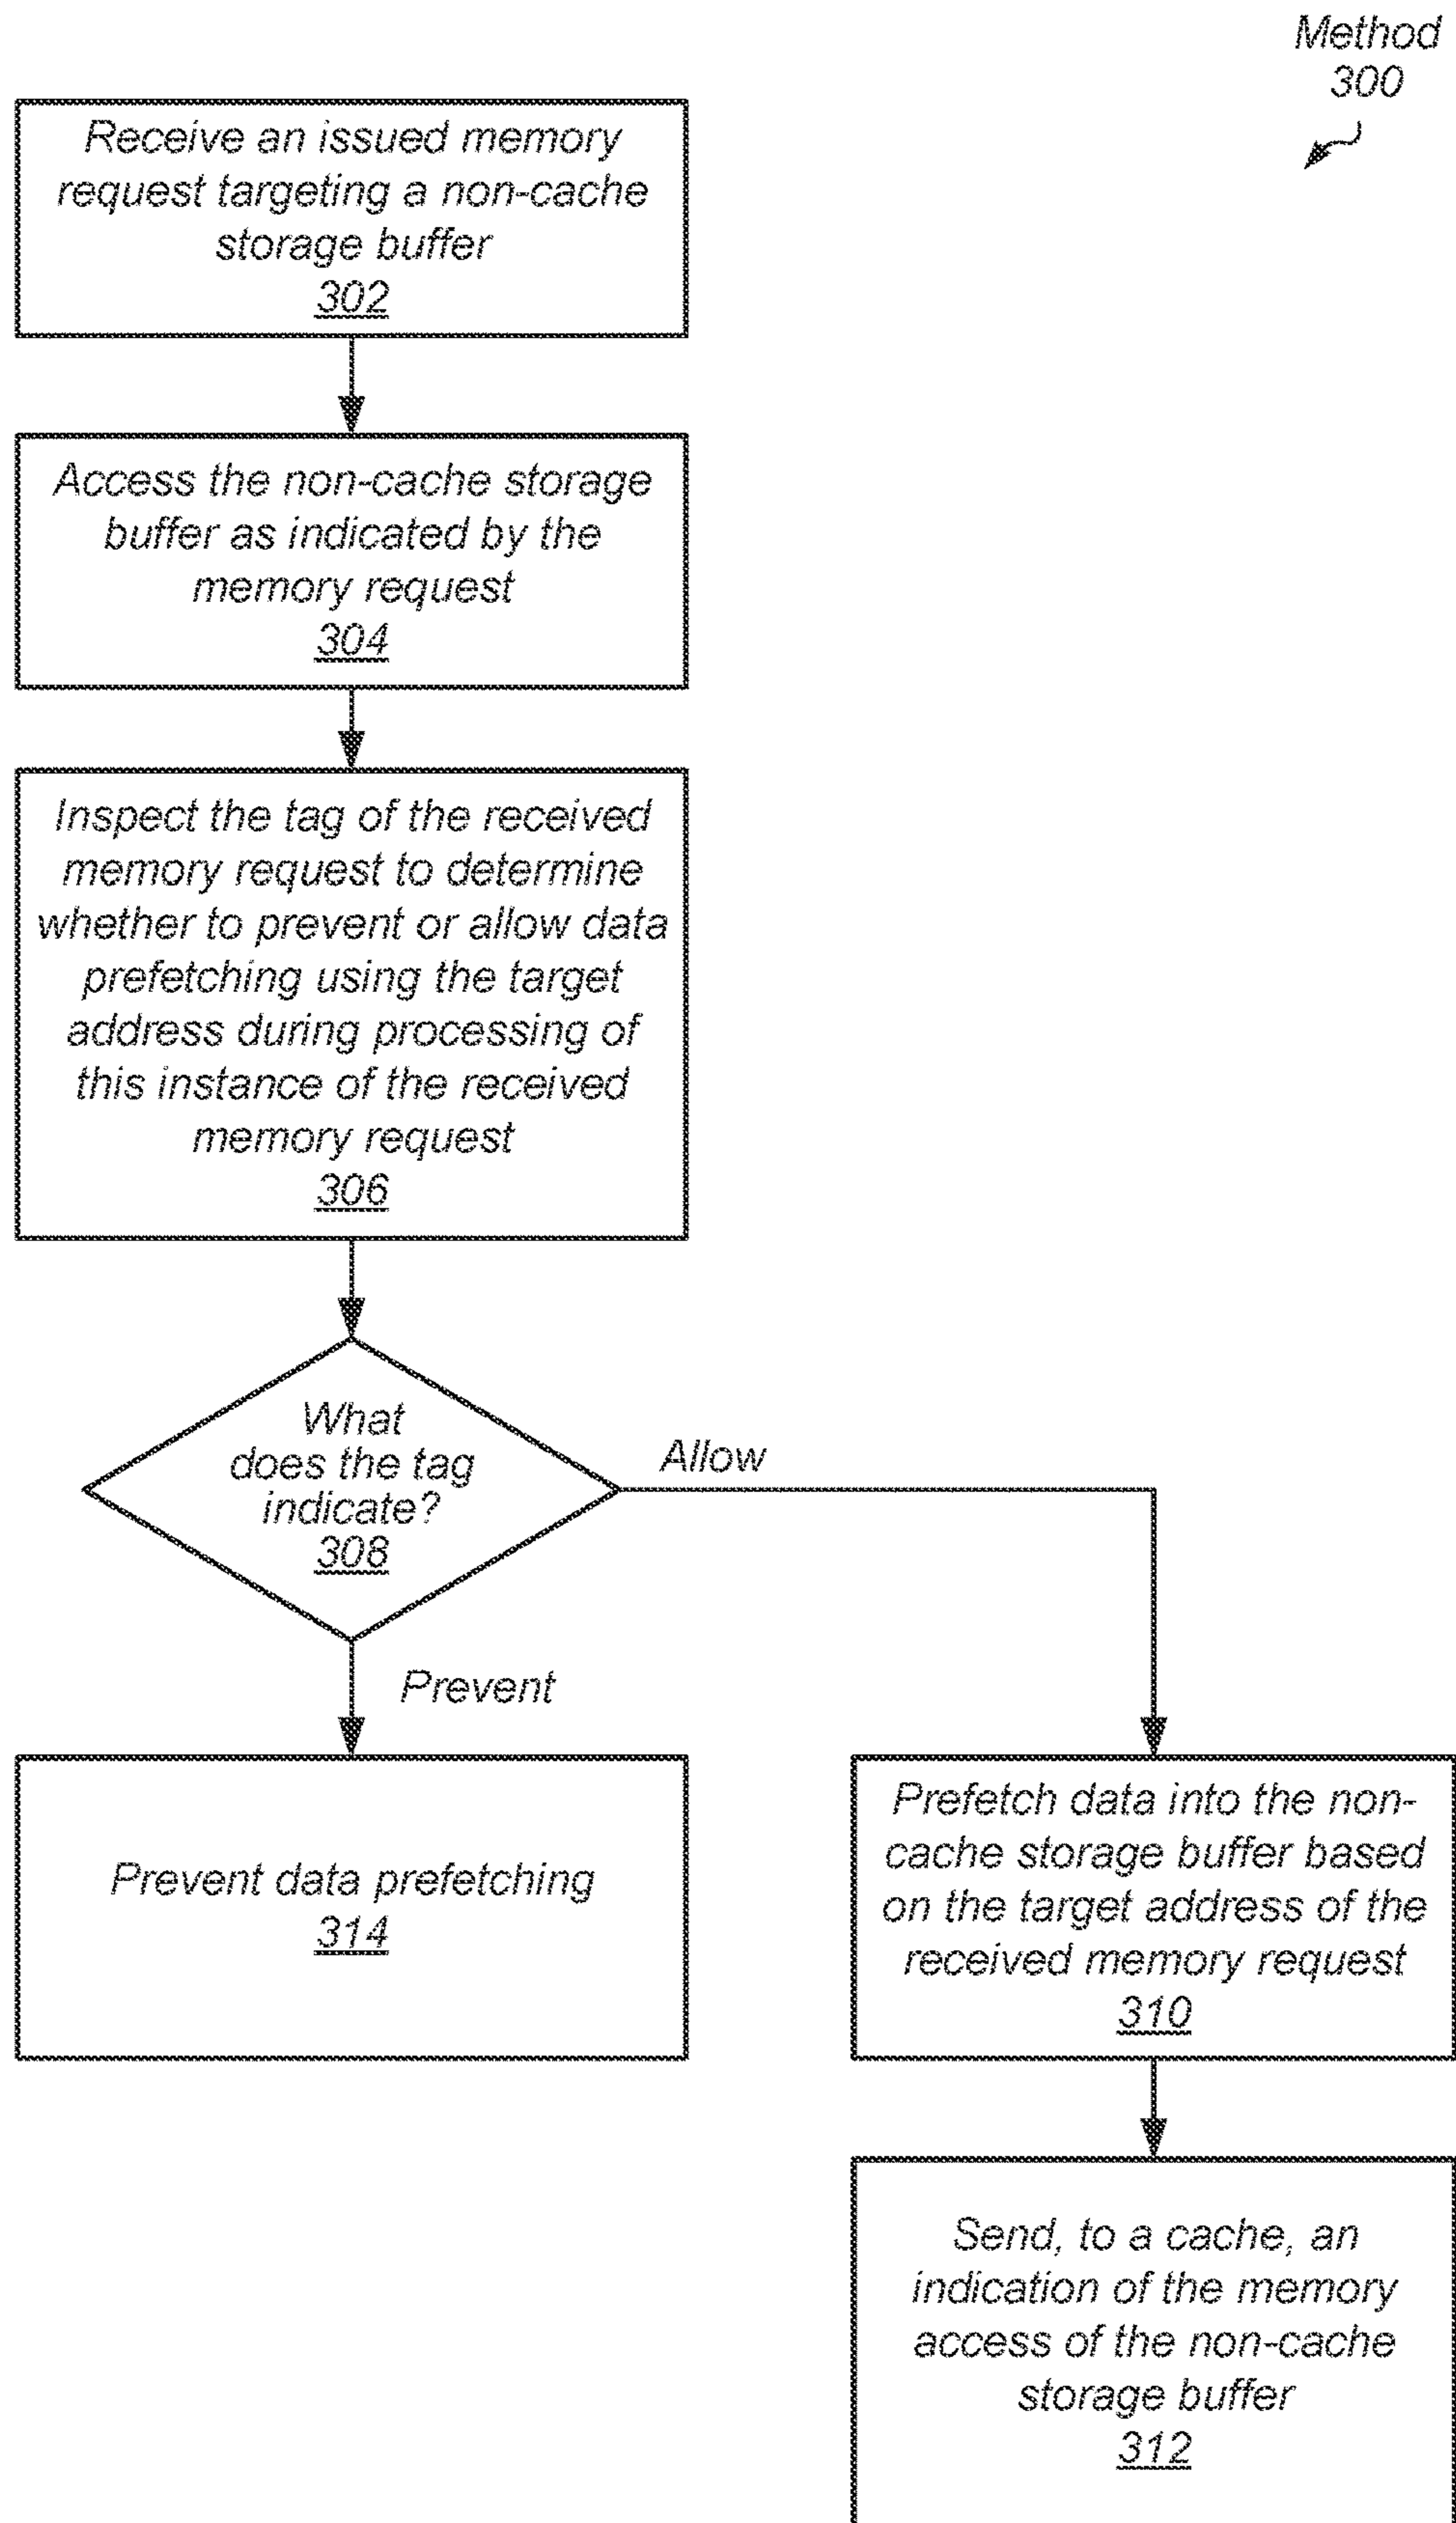 Method
300
Receive an issued memory
request targeting a non-cache
storage buffer
302
Access the non-cache storage
buffer as indicated by the
memory request
304
Inspect the tag of the received
memory request to determine
whether to prevent or allow data
prefetching using the target
address during processing of
this instance of the received
memory request
306
What
does the tag
indicate?
308
Allow
Prevent
Prevent data prefetching
314
Prefetch data into the non-
cache storage buffer based
on the target address of the
received memory request
310
Send, to a cache, an
indication of the memory
access of the non-cache
storage buffer
312